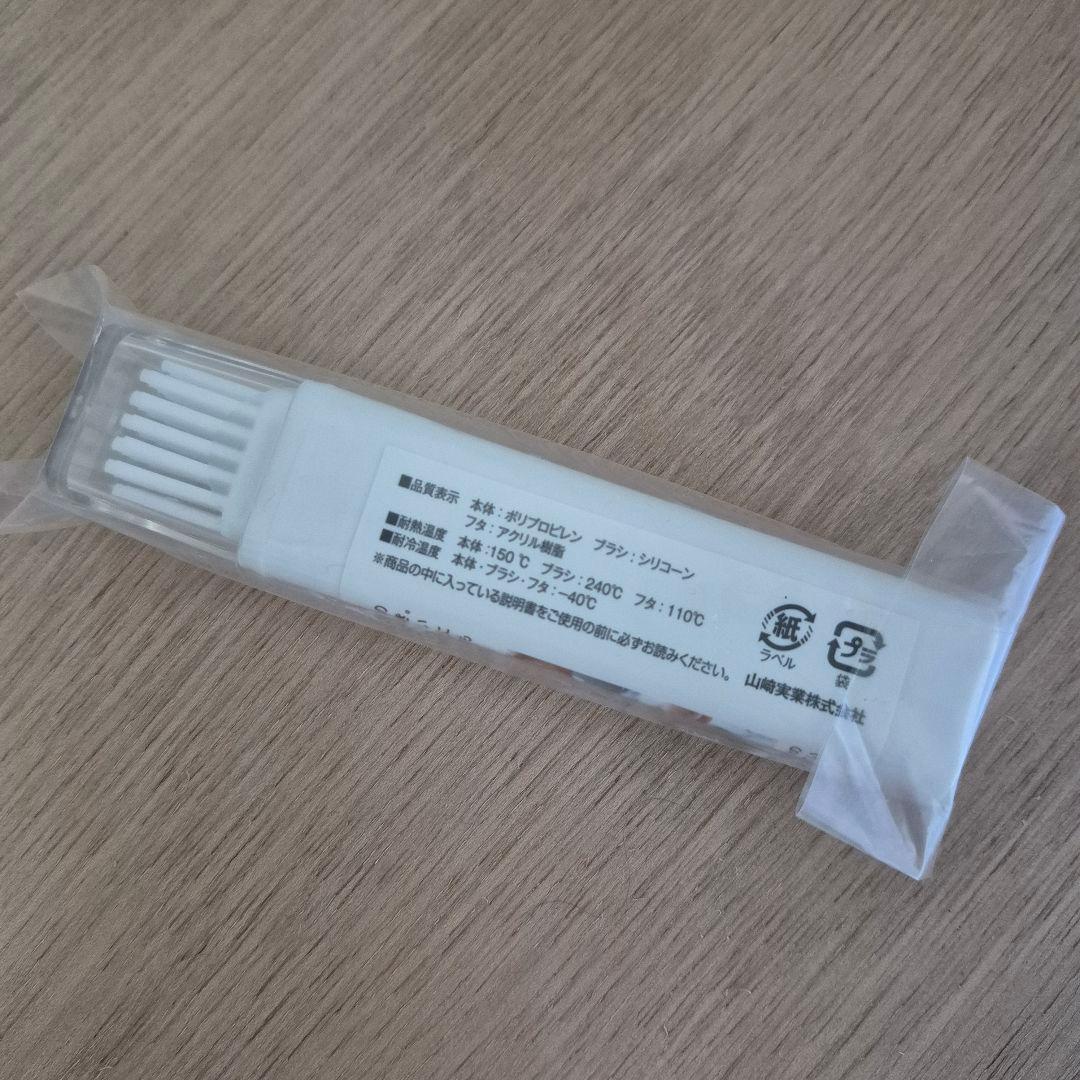 ■品質表示　本体：ポリプロピレン　ブラシ：シリコーン
フタ：アクリル樹脂
■耐熱温度　本体：150℃　ブラシ：240℃　フタ：110℃
■耐冷温度　本体・ブラシ・フタ：−40℃
※商品の中に入っている説明書をご使用の前に必ずお読みください。
紙
ラベル
プラ
袋
山崎実業株式会社